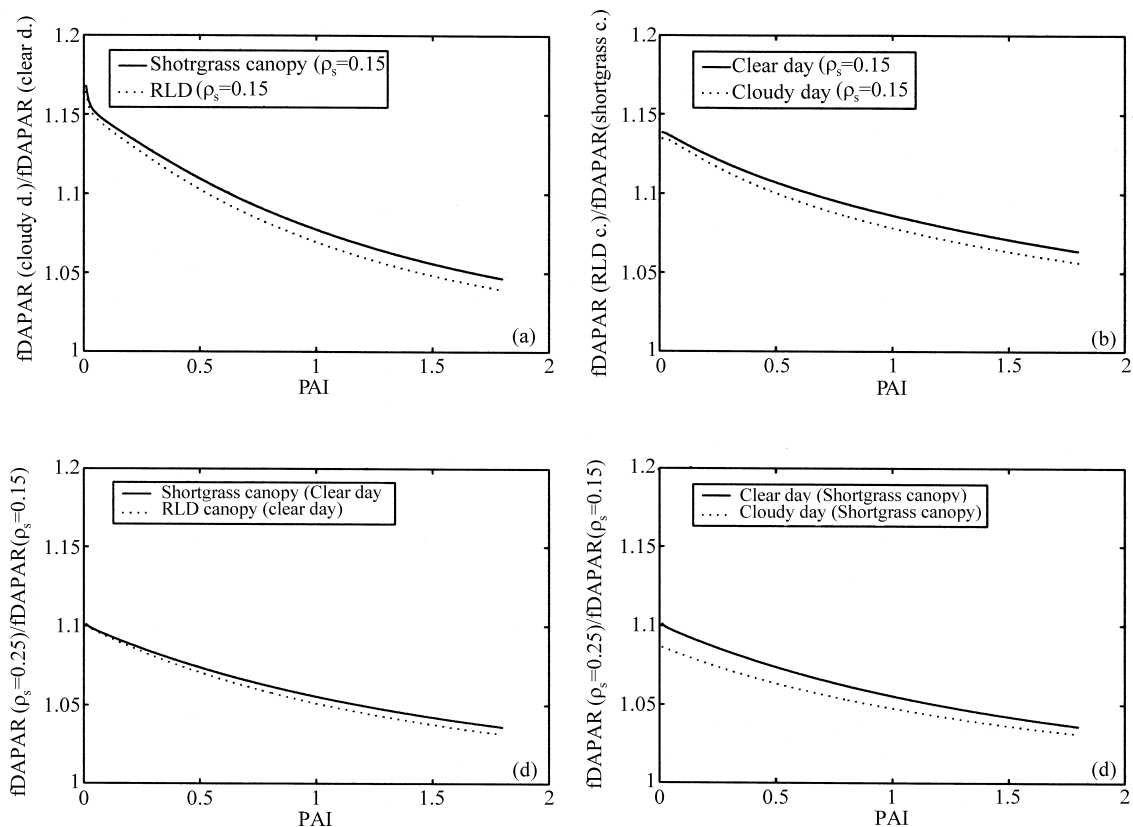 fDAPAR (cloudy d.)/fDAPAR (clear d.)
1.2
1.15
1.1
1.05
1
Shotrgrass canopy (ρs=0.15
RLD (ρs=0.15
(a)
0 0.5 1 1.5 2
PAI
fDAPAR (RLD c.)/fDAPAR(shortgrass c.)
1.2
1.15
1.1
1.05
1
Clear day (ρs=0.15
Cloudy day (ρs=0.15
(b)
0 0.5 1 1.5 2
PAI
fDAPAR (ρs=0.25)/fDAPAR(ρs=0.15)
1.2
1.15
1.1
1.05
1
Shortgrass canopy (Clear day
RLD canopy (clear day)
(d)
0 0.5 1 1.5 2
PAI
fDAPAR (ρs=0.25)/fDAPAR(ρs=0.15)
1.2
1.15
1.1
1.05
1
Clear day (Shortgrass canopy)
Cloudy day (Shortgrass canopy)
(d)
0 0.5 1 1.5 2
PAI